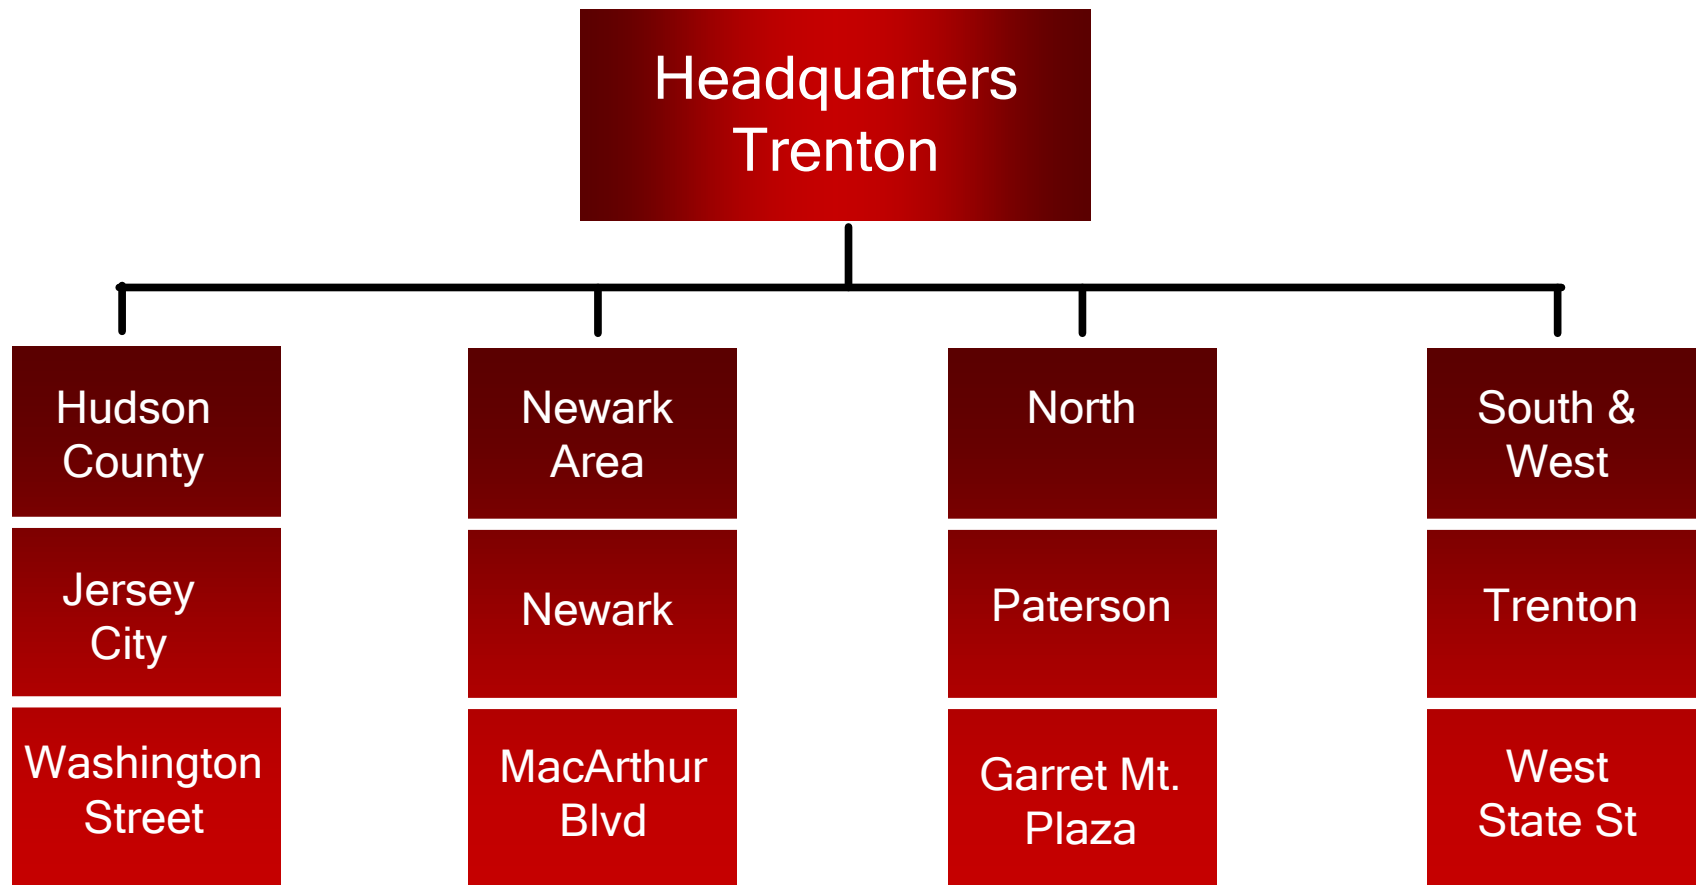 Headquarters
Trenton
Hudson
County
Jersey
City
Washington
Street
Newark
Area
Newark
MacArthur
Blvd
North
Paterson
Garret Mt.
Plaza
South &
West
Trenton
West
State St